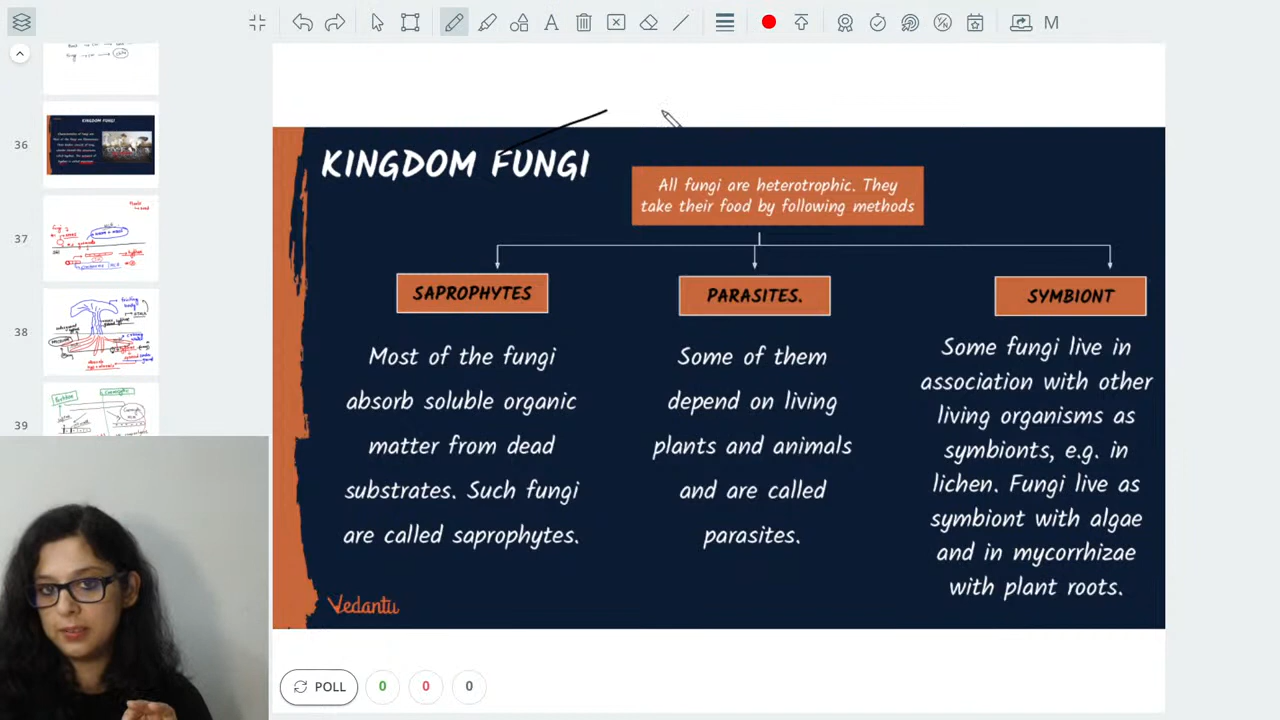 A
M
36
KINGDOM FUNGI
37
38
39
KINGDOM FUNGI
All fungi are heterotrophic. They
take their food by following methods
SAPROPHYTES
PARASITES.
SYMBIONT
Most of the fungi
absorb soluble organic
matter from dead
substrates. Such fungi
are called saprophytes.
Some of them
depend on living
plants and animals
and are called
parasites.
Some fungi live in
association with other
living organisms as
symbionts, e.g. in
lichen. Fungi live as
symbiont with algae
and in mycorrhizae
with plant roots.
Vedantu
POLL
0
0
0